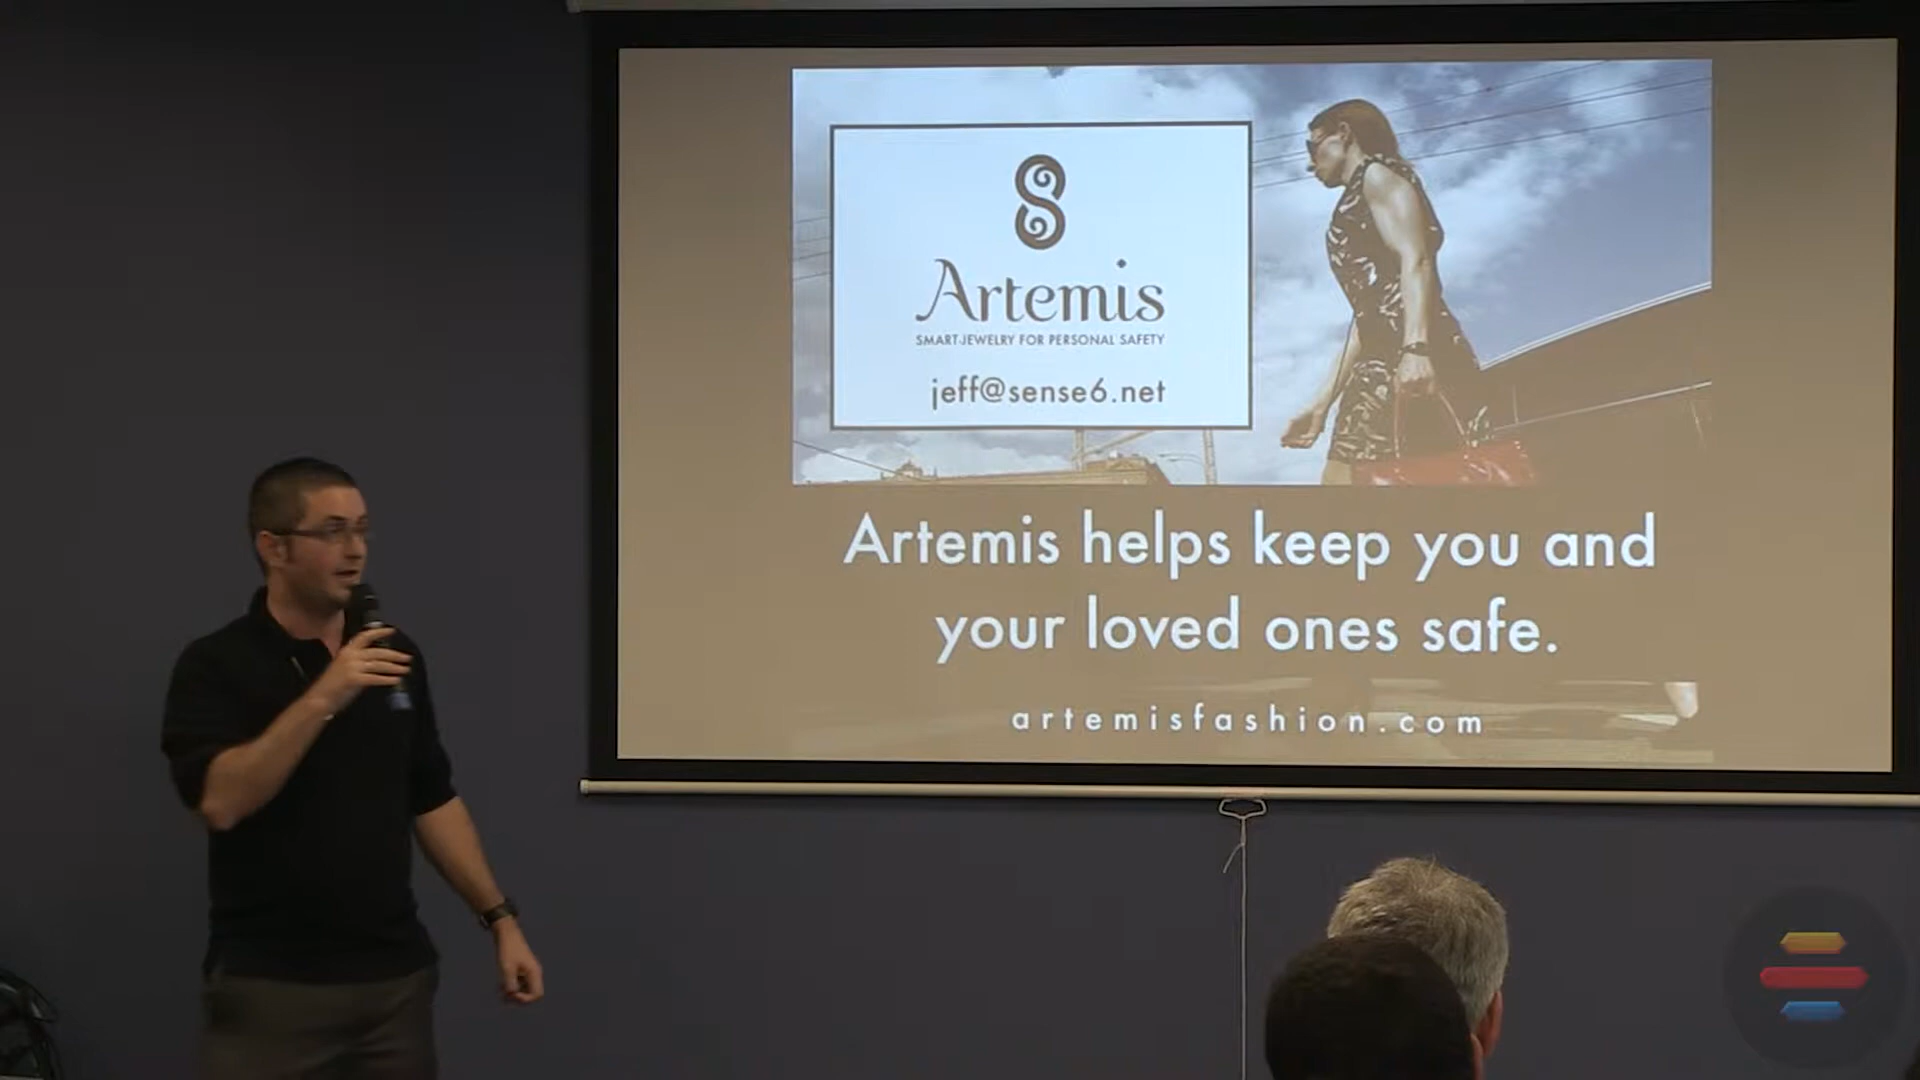 Artemis
SMART-JEWELRY FOR PERSONAL SAFETY
jeff@sense6.net
Artemis helps keep you and
your loved ones safe.
artemisfashion.com